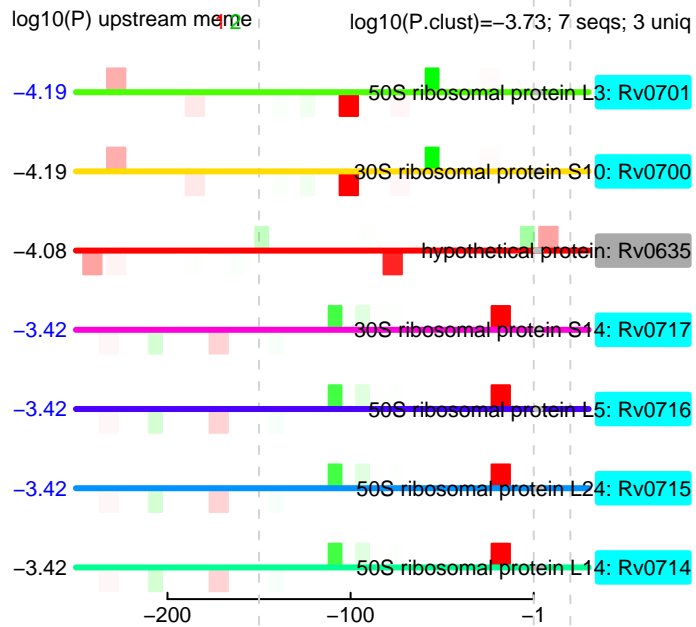 log10(P) upstream meme 12 log10(P.clust)=−3.73; 7 seqs; 3 uniq
−4.19 50S ribosomal protein L3: Rv0701
−4.19 30S ribosomal protein S10: Rv0700
−4.08 hypothetical protein: Rv0635
−3.42 30S ribosomal protein S14: Rv0717
−3.42 50S ribosomal protein L5: Rv0716
−3.42 50S ribosomal protein L24: Rv0715
−3.42 50S ribosomal protein L14: Rv0714
−200 −100 −1